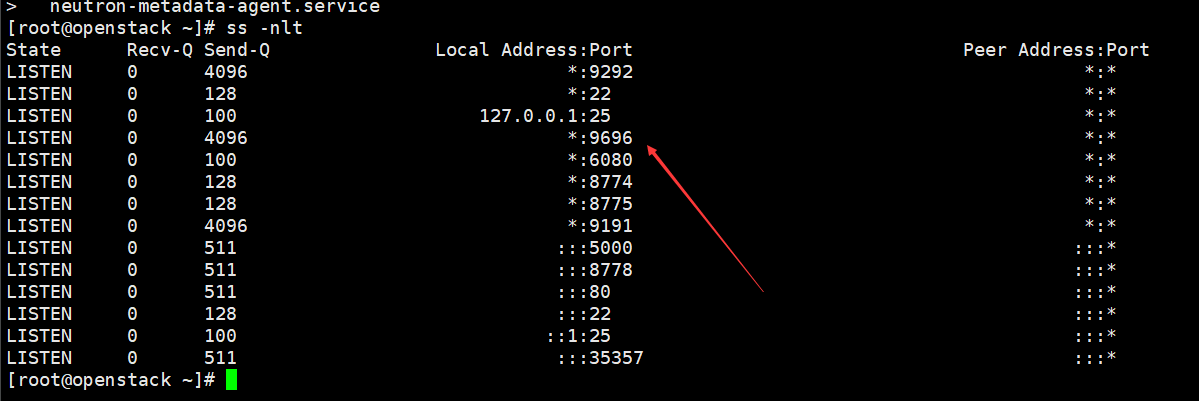 >   neutron-metadata-agent.service
[root@openstack ~]# ss -nlt
State Recv-Q Send-Q Local Address:Port Peer Address:Port
LISTEN 0 4096 *:9292 *:*
LISTEN 0 128 *:22 *:*
LISTEN 0 100 127.0.0.1:25 *:*
LISTEN 0 4096 *:9696 *:*
LISTEN 0 100 *:6080 *:*
LISTEN 0 128 *:8774 *:*
LISTEN 0 128 *:8775 *:*
LISTEN 0 4096 *:9191 *:*
LISTEN 0 511 :::5000 :::*
LISTEN 0 511 :::8778 :::*
LISTEN 0 511 :::80 :::*
LISTEN 0 128 :::22 :::*
LISTEN 0 100 ::1:25 :::*
LISTEN 0 511 :::35357 :::*
[root@openstack ~]#